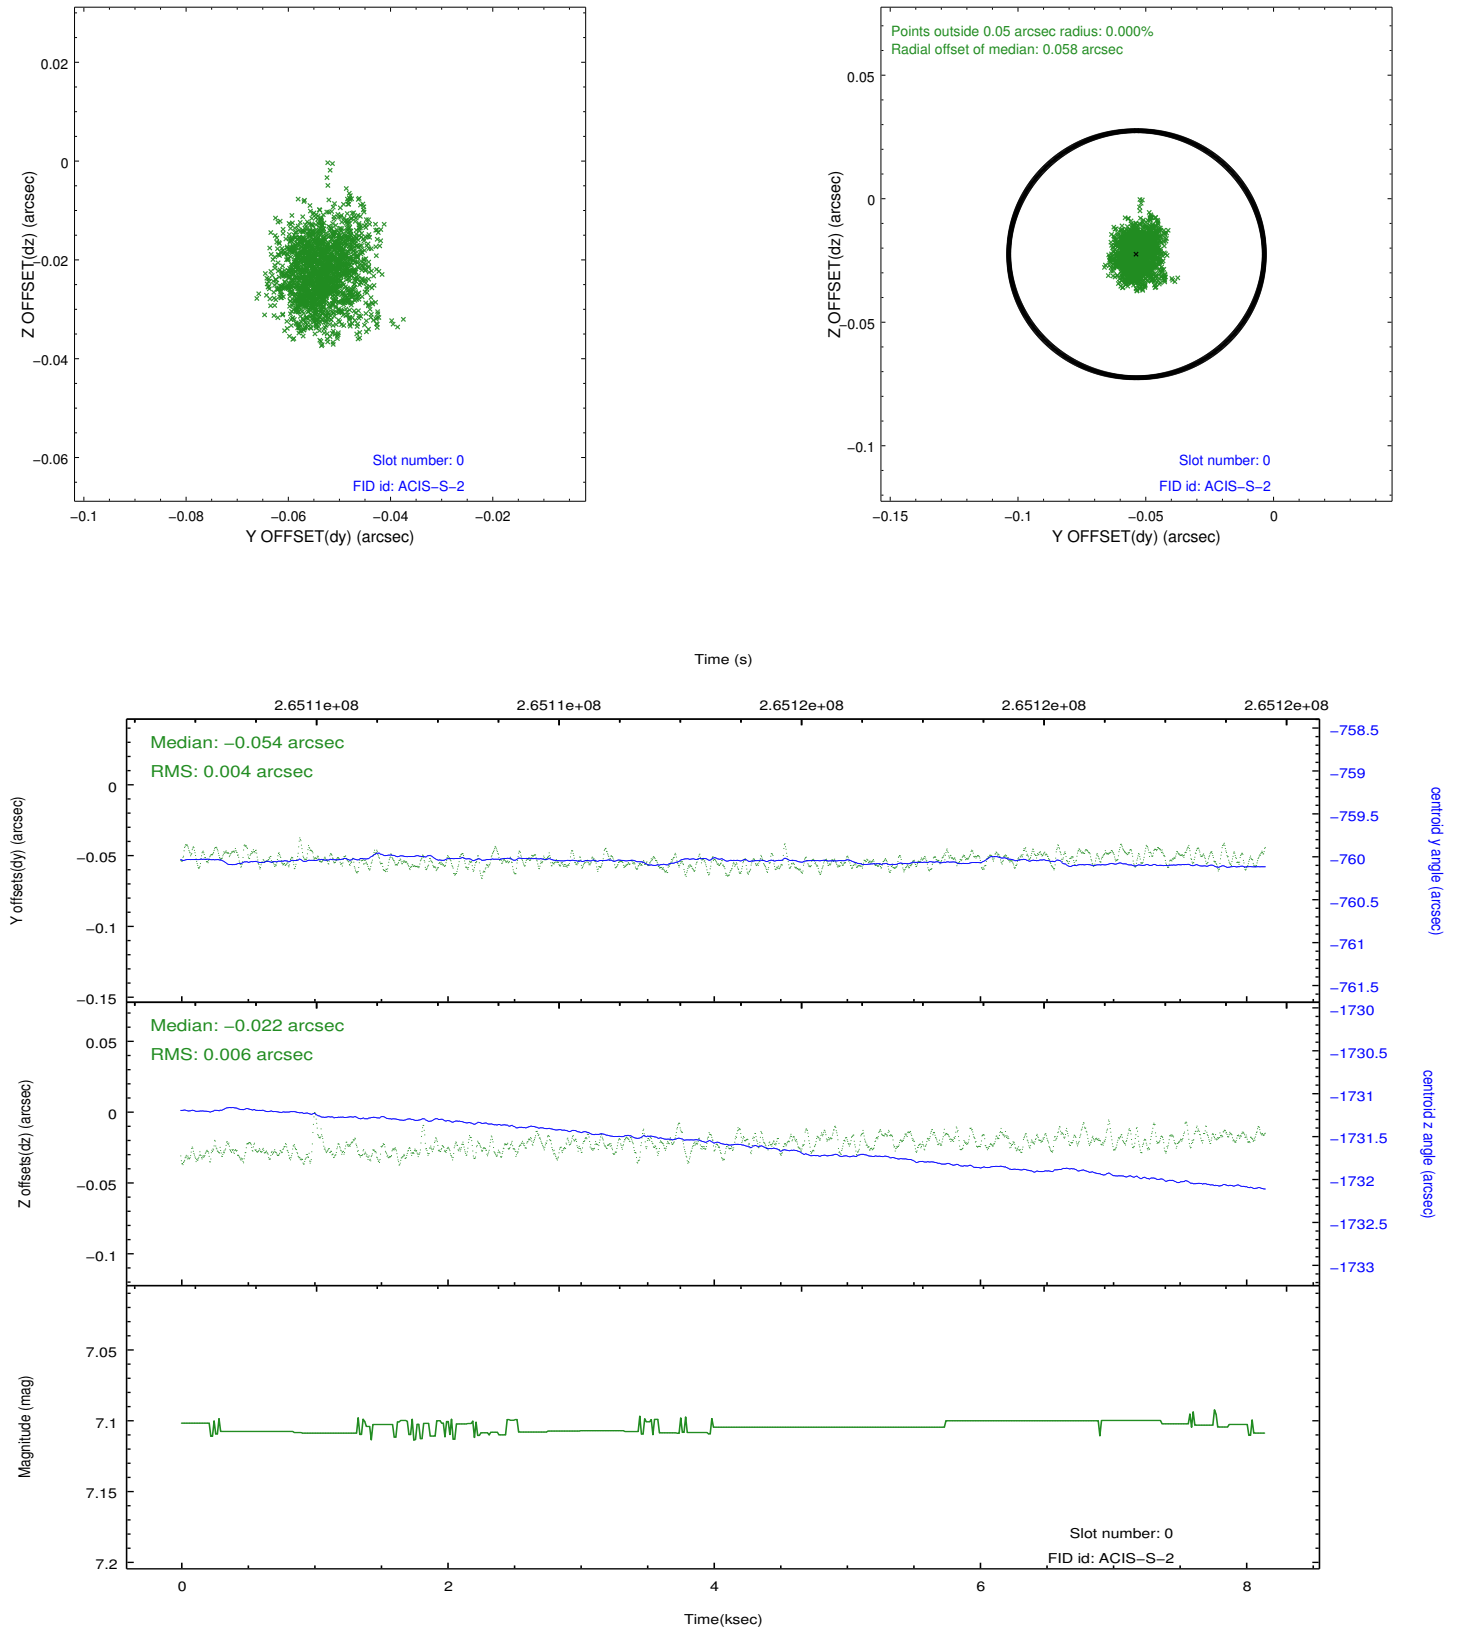 0.02
0
−0.02
−0.04
−0.06
Z OFFSET(dz) (arcsec)
Slot number: 0
FID id: ACIS−S−2
−0.1
−0.08
−0.06
−0.04
−0.02
Y OFFSET(dy) (arcsec)
Points outside 0.05 arcsec radius: 0.000%
Radial offset of median: 0.058 arcsec
0.05
0
−0.05
−0.1
Z OFFSET(dz) (arcsec)
Slot number: 0
FID id: ACIS−S−2
−0.15
−0.1
−0.05
0
Y OFFSET(dy) (arcsec)
Time (s)
2.6511e+08
2.6511e+08
2.6512e+08
2.6512e+08
2.6512e+08
Median: −0.054 arcsec
RMS: 0.004 arcsec
0
−0.05
−0.1
−0.15
Y offsets(dy) (arcsec)
−758.5
−759
−759.5
−760
−760.5
−761
−761.5
centroid y angle (arcsec)
Median: −0.022 arcsec
RMS: 0.006 arcsec
0.05
0
−0.05
−0.1
Z offsets(dz) (arcsec)
−1730
−1730.5
−1731
−1731.5
−1732
−1732.5
−1733
centroid z angle (arcsec)
7.05
7.1
7.15
7.2
Magnitude (mag)
Slot number: 0
FID id: ACIS−S−2
0
2
4
6
8
Time(ksec)